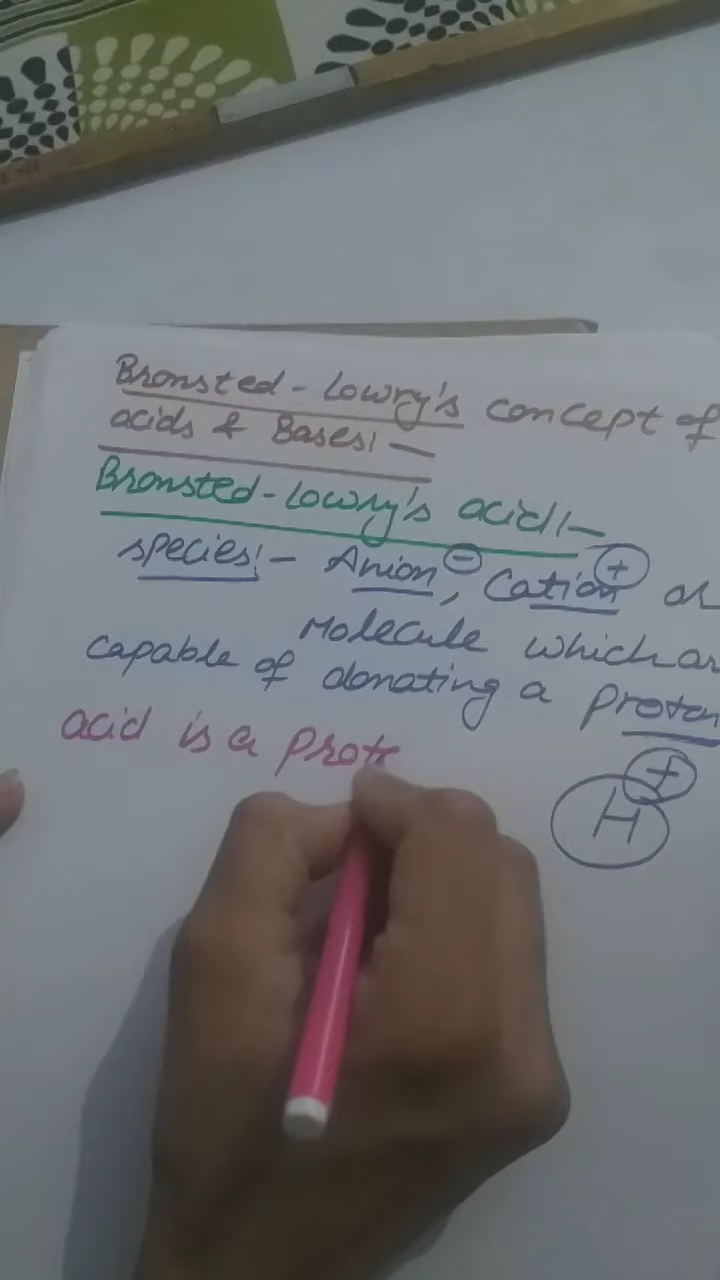 Bronsted-Lowry's concept of
acids & Bases:-
Bronsted-Lowry's acid:-
species:- Anion ⊖, Cation ⊕ or
Molecule which ar
capable of donating a proton
acid is a prot
H ⊕